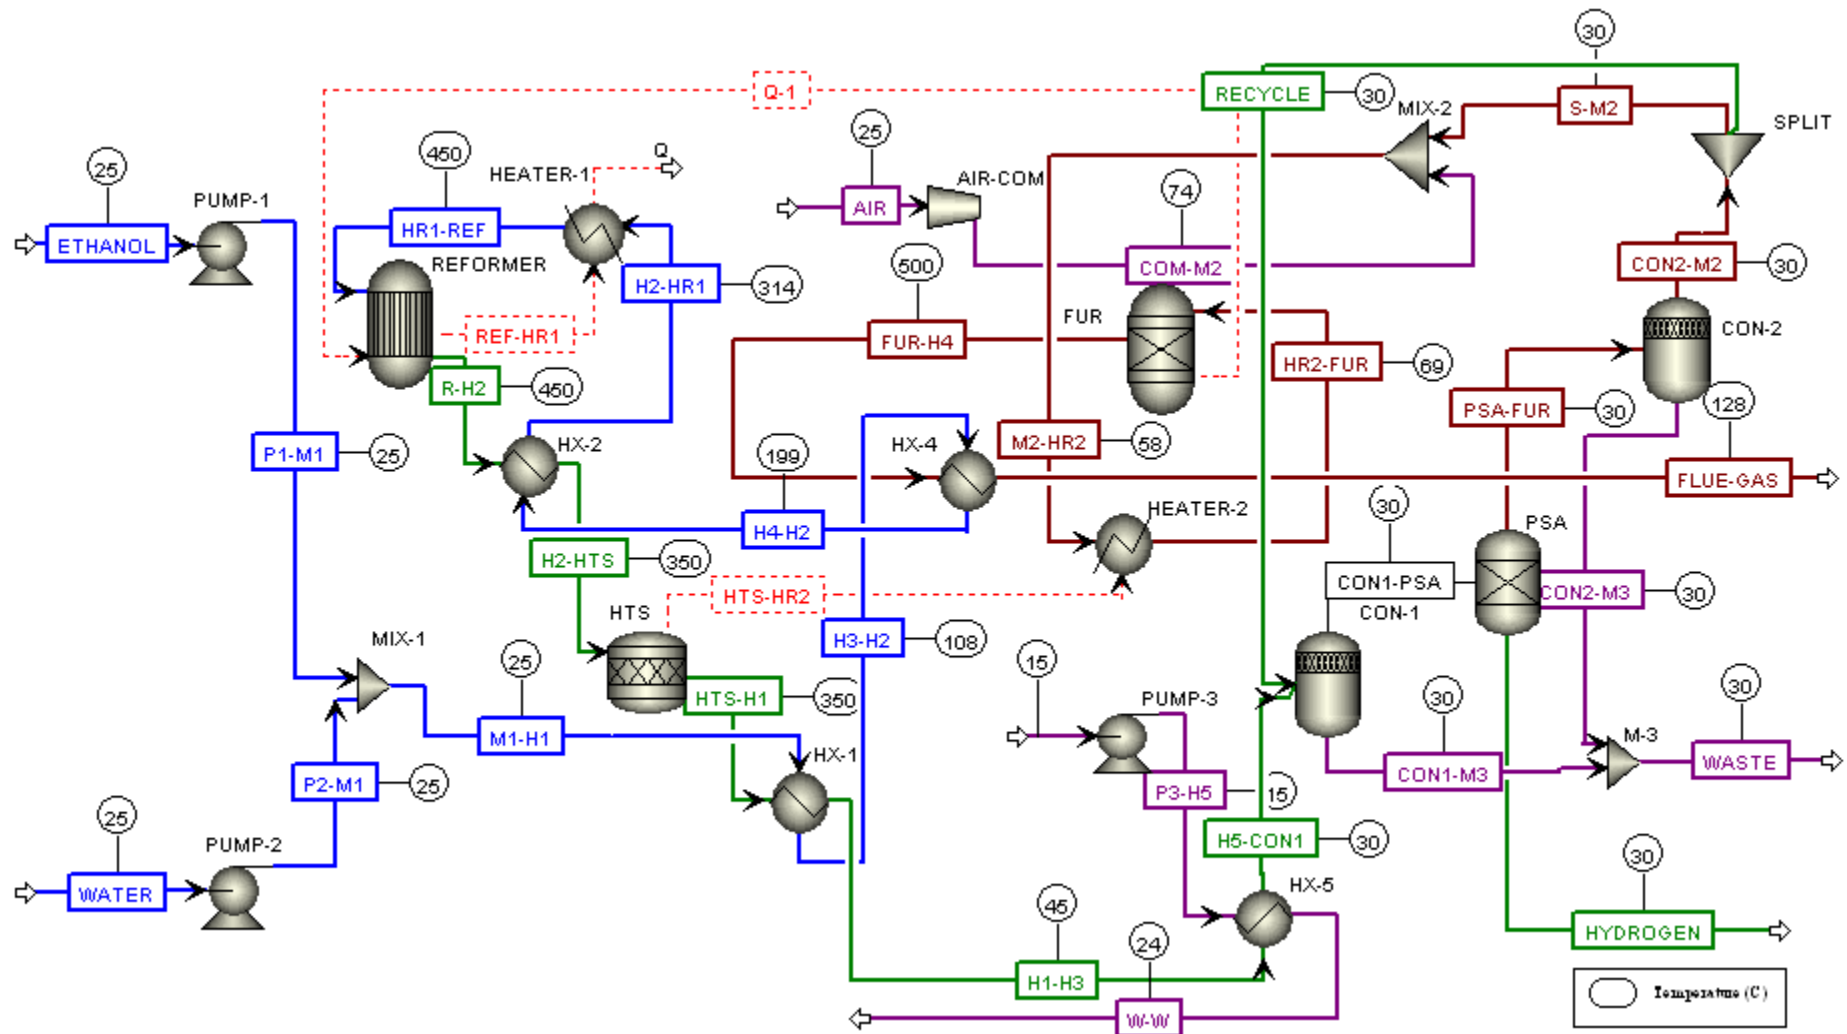 30
Q-1
RECYCLE
30
S-M2
MIX-2
SPLIT
25
450
HEATER-1
Q
25
AIR-COM
74
PUMP-1
AIR
ETHANOL
HR1-REF
REFORMER
H2-HR1
314
500
COM-M2
CON2-M2
30
FUR
CON-2
REF-HR1
FUR-H4
HR2-FUR
69
R-H2
450
PSA-FUR
30
128
P1-M1
25
HX-2
199
HX-4
M2-HR2
58
FLUE-GAS
H4-H2
HEATER-2
30
PSA
H2-HTS
350
CON1-PSA
CON2-M3
30
HTS-HR2
HTS
CON-1
MIX-1
H3-H2
108
25
15
HTS-H1
350
PUMP-3
30
30
M1-H1
HX-1
M-3
CON1-M3
WASTE
P2-M1
25
P3-H5
15
25
PUMP-2
H5-CON1
30
30
WATER
HX-5
45
24
HYDROGEN
H1-H3
W-W
Temperature (C)